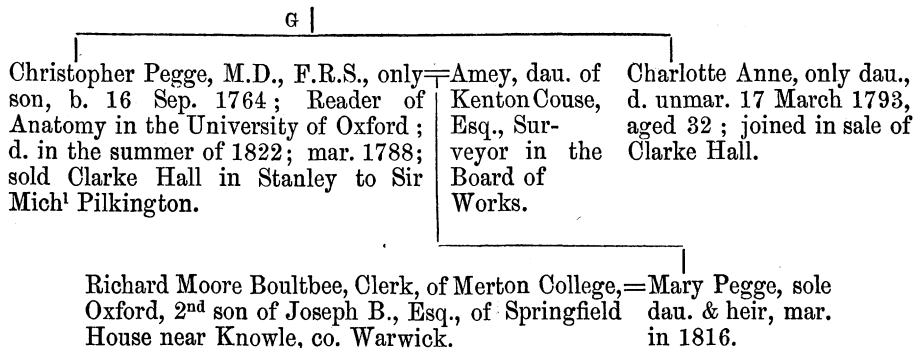 G
Christopher Pegge, M.D., F.R.S., only
son, b. 16 Sep. 1764 ; Reader of
Anatomy in the University of Oxford ;
d. in the summer of 1822; mar. 1788;
sold Clarke Hall in Stanley to Sir
Michˡ Pilkington.
=Amey, dau. of
Kenton Couse,
Esq., Sur-
veyor in the
Board of
Works.
Charlotte Anne, only dau.,
d. unmar. 17 March 1793,
aged 32 ; joined in sale of
Clarke Hall.
Richard Moore Boultbee, Clerk, of Merton College,
Oxford, 2ⁿᵈ son of Joseph B., Esq., of Springfield
House near Knowle, co. Warwick.
=Mary Pegge, sole
dau. & heir, mar.
in 1816.